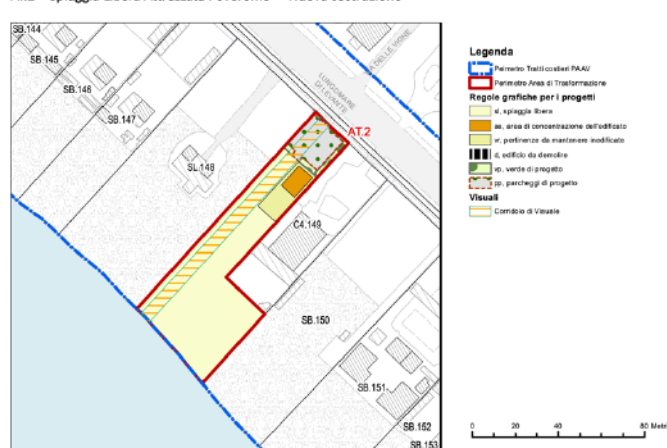 SB.144
SB.145
SB.146
SB.147
LUNGOMARE
DI LEVANTE
DELLE VIGNE
AT.2
SL.148
C4.149
SB.150
SB.151
SB.152
SB.153
Legenda
Perimetro Tratti costieri PAAV
Perimetro Area di Trasformazione
Regole grafiche per i progetti
sl, spiaggia libera
ae, area di concentrazione dell'edificato
vr, pertinenze da mantenere inedificate
d, edificio da demolire
vp, verde di progetto
pp, parcheggi di progetto
Visuali
Corridoio di Visuale
0 20 40 80 Metri